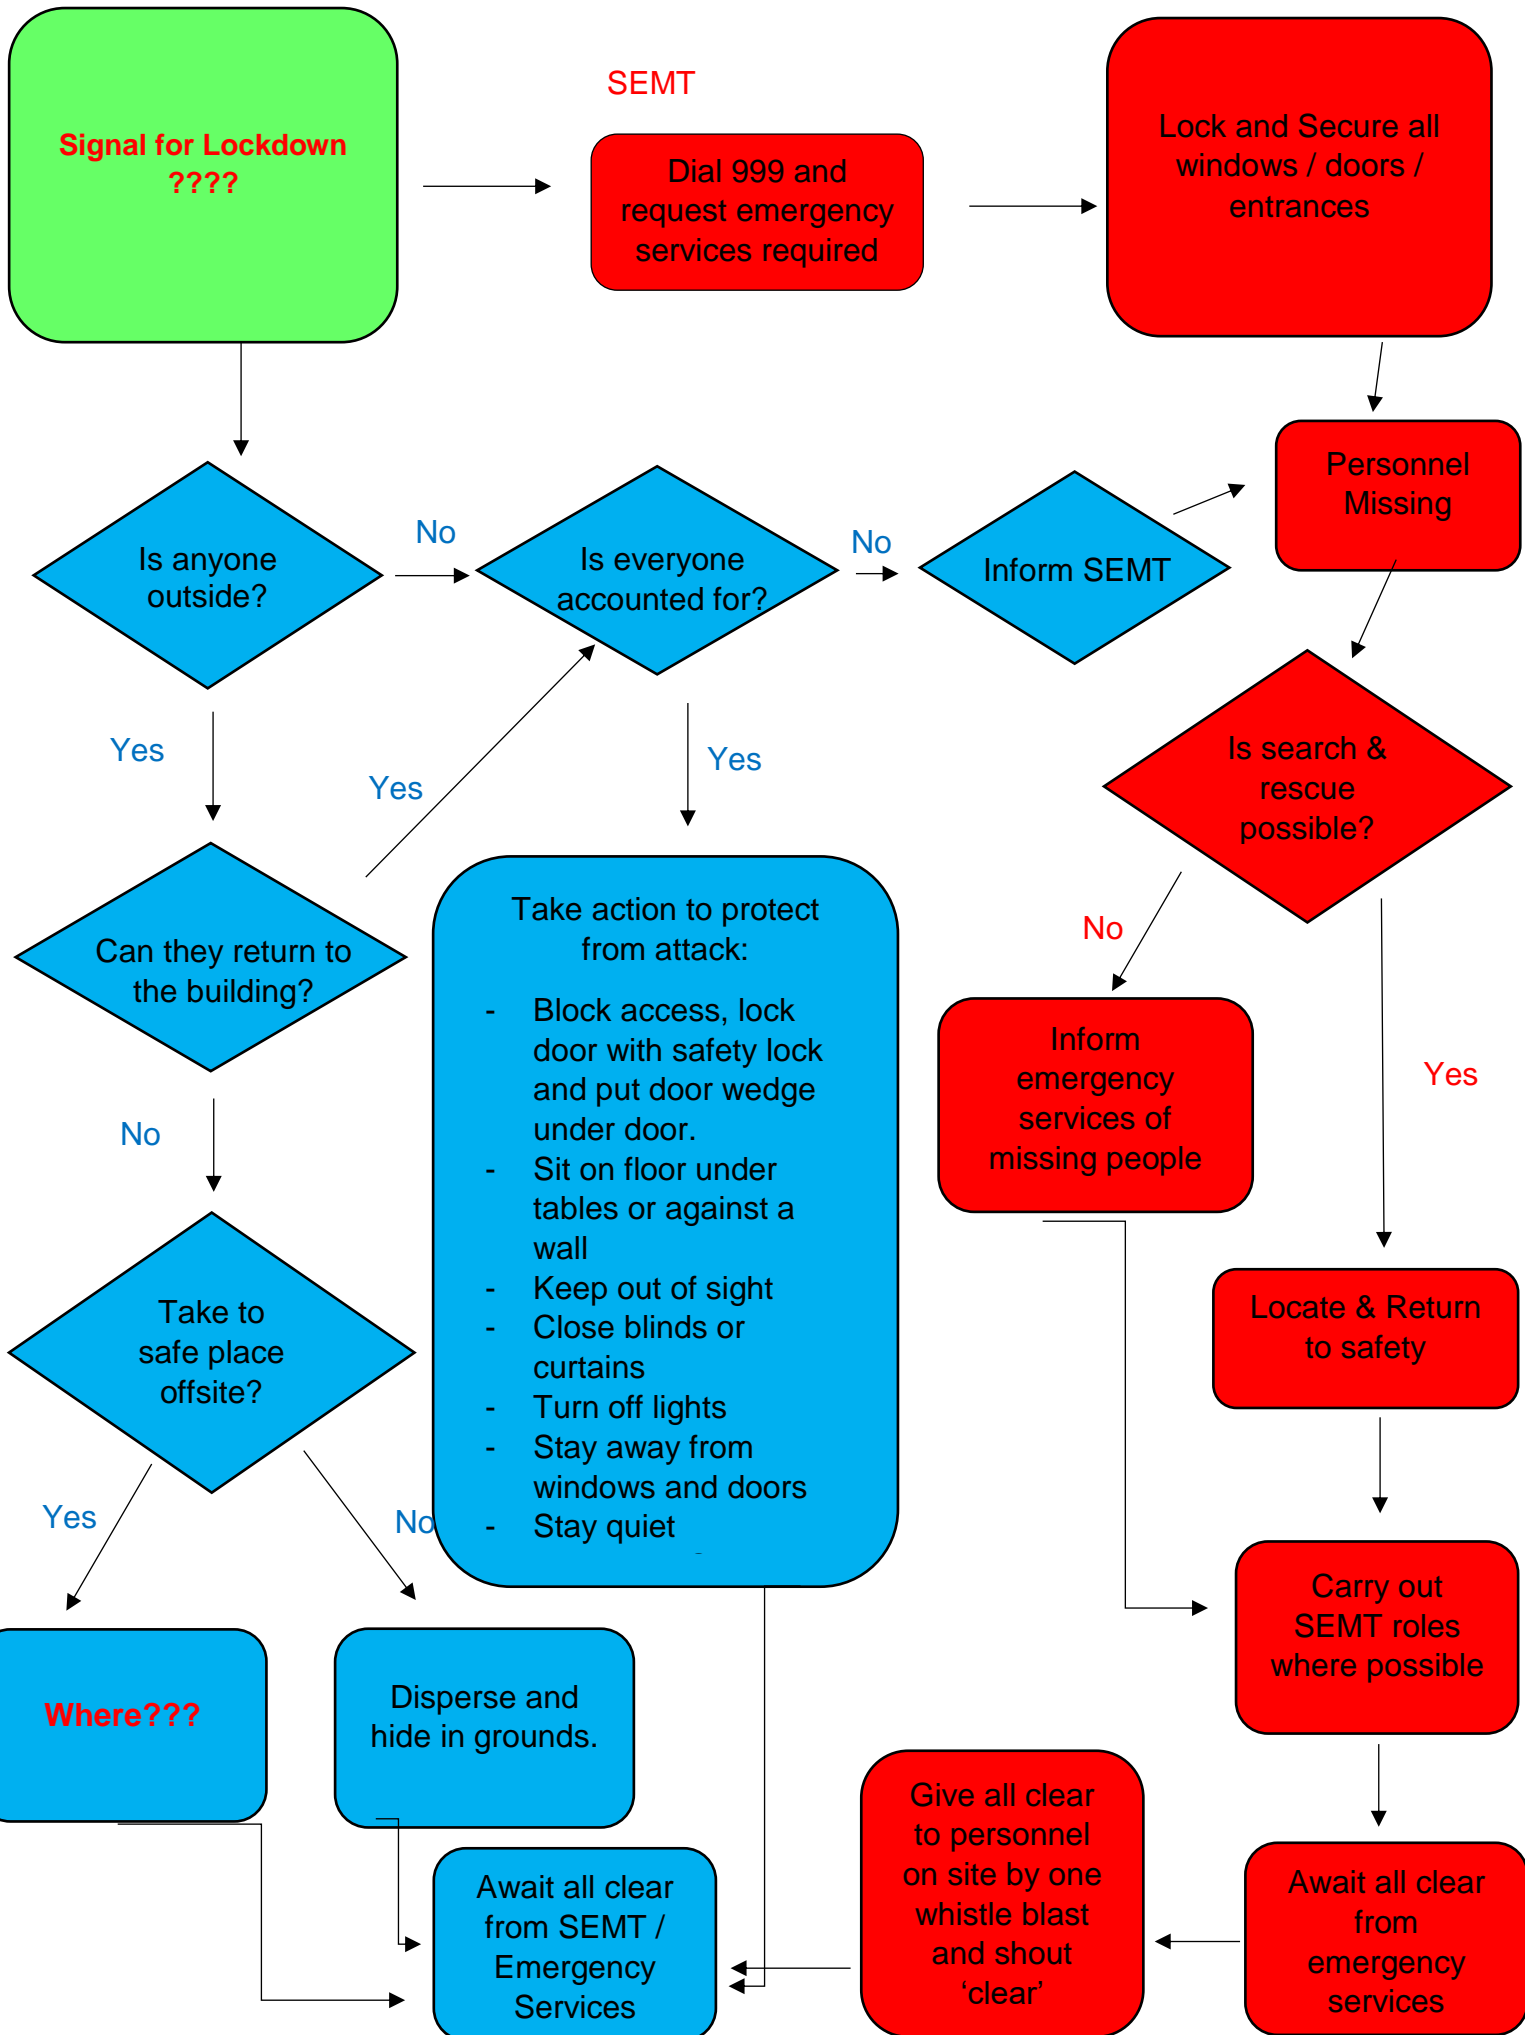 Signal for Lockdown
????
SEMT
Dial 999 and
request emergency
services required
Lock and Secure all
windows / doors /
entrances
Personnel
Missing
Is anyone
outside?
No
Is everyone
accounted for?
No
Inform SEMT
Yes
Yes
Yes
Is search &
rescue
possible?
Can they return to
the building?
Take action to protect
from attack:
- Block access, lock
door with safety lock
and put door wedge
under door.
- Sit on floor under
tables or against a
wall
- Keep out of sight
- Close blinds or
curtains
- Turn off lights
- Stay away from
windows and doors
- Stay quiet
No
Inform
emergency
services of
missing people
Yes
No
Take to
safe place
offsite?
Locate & Return
to safety
Yes
No
Carry out
SEMT roles
where possible
Where???
Disperse and
hide in grounds.
Give all clear
to personnel
on site by one
whistle blast
and shout
‘clear’
Await all clear
from SEMT /
Emergency
Services
Await all clear
from
emergency
services